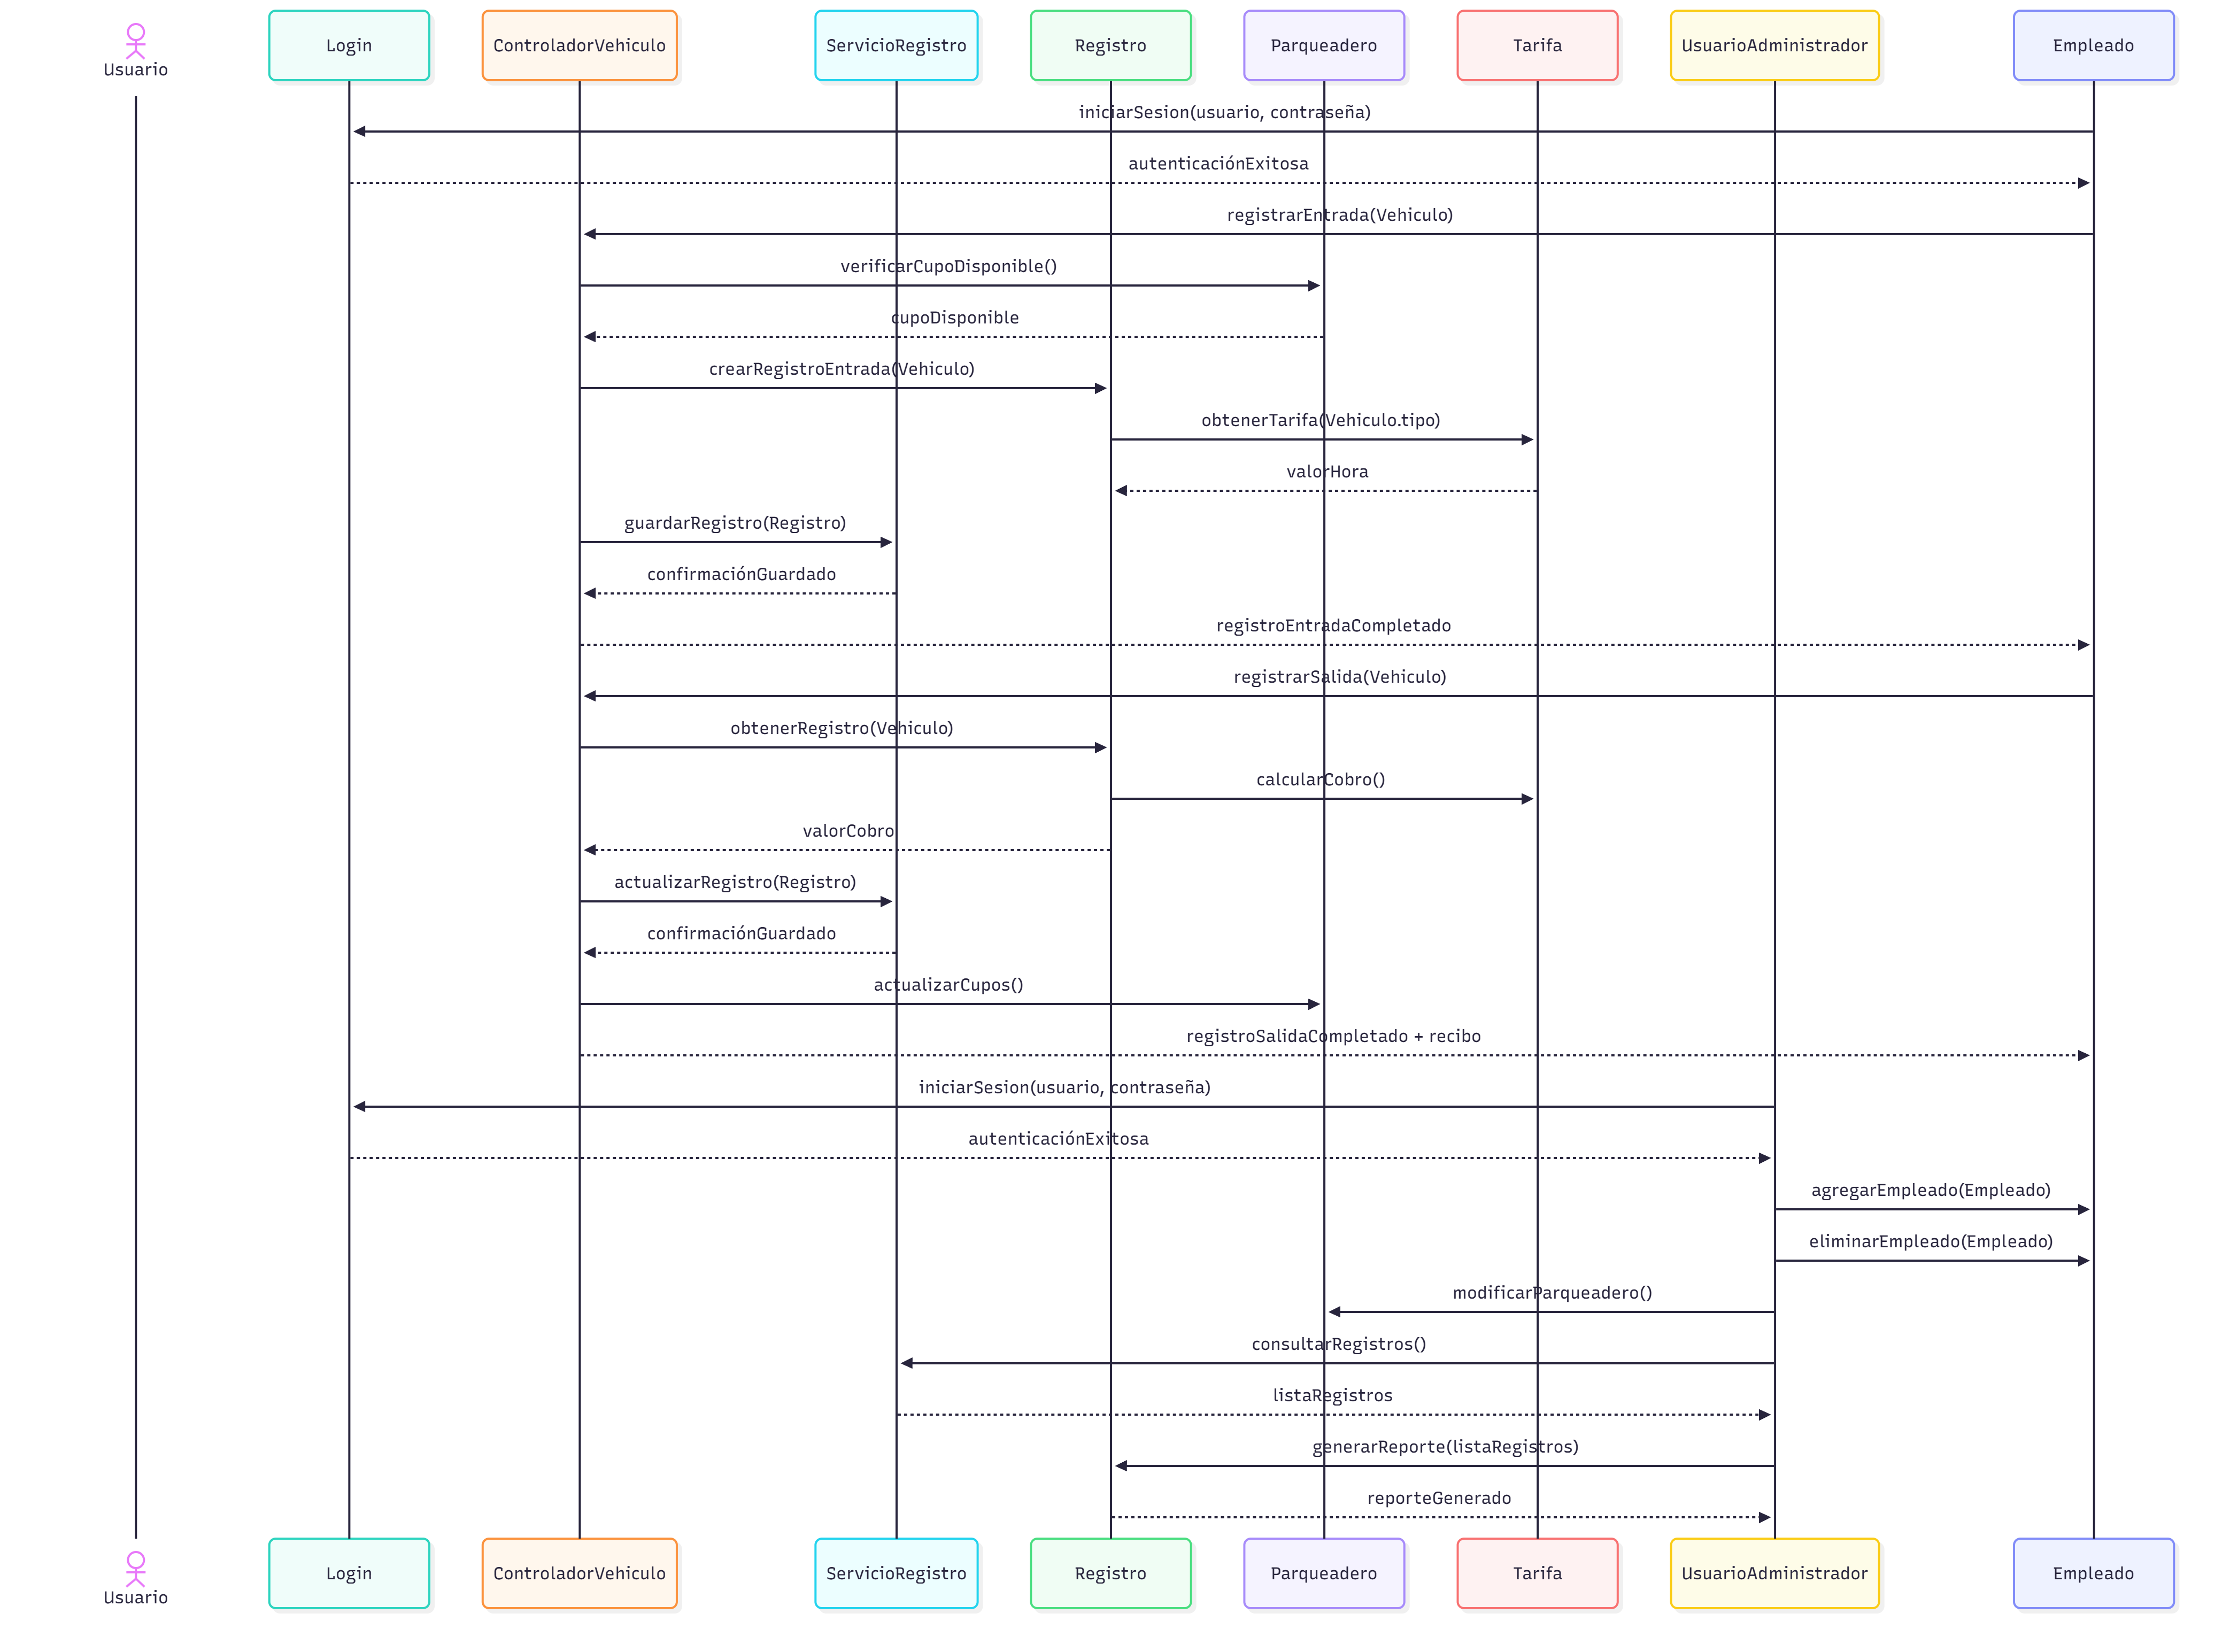 Usuario
Login
ControladorVehiculo
ServicioRegistro
Registro
Parqueadero
Tarifa
UsuarioAdministrador
Empleado
iniciarSesion(usuario, contraseña)
autenticaciónExitosa
registrarEntrada(Vehiculo)
verificarCupoDisponible()
cupoDisponible
crearRegistroEntrada(Vehiculo)
obtenerTarifa(Vehiculo.tipo)
valorHora
guardarRegistro(Registro)
confirmaciónGuardado
registroEntradaCompletado
registrarSalida(Vehiculo)
obtenerRegistro(Vehiculo)
calcularCobro()
valorCobro
actualizarRegistro(Registro)
confirmaciónGuardado
actualizarCupos()
registroSalidaCompletado + recibo
iniciarSesion(usuario, contraseña)
autenticaciónExitosa
agregarEmpleado(Empleado)
eliminarEmpleado(Empleado)
modificarParqueadero()
consultarRegistros()
listaRegistros
generarReporte(listaRegistros)
reporteGenerado
Usuario
Login
ControladorVehiculo
ServicioRegistro
Registro
Parqueadero
Tarifa
UsuarioAdministrador
Empleado